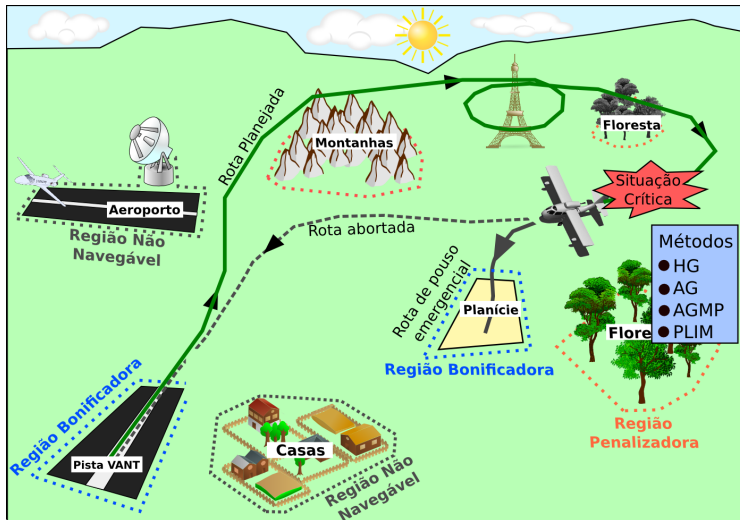 Rota Planejada
Montanhas
Floresta
Situação
Crítica
Aeroporto
Região Não
Navegável
Rota abortada
Rota de pouso
emergencial
Métodos
HG
AG
AGMP
PLIM
Planície
Flore
Região Bonificadora
Região
Penalizadora
Região Bonificadora
Pista VANT
Casas
Região Não
Navegável